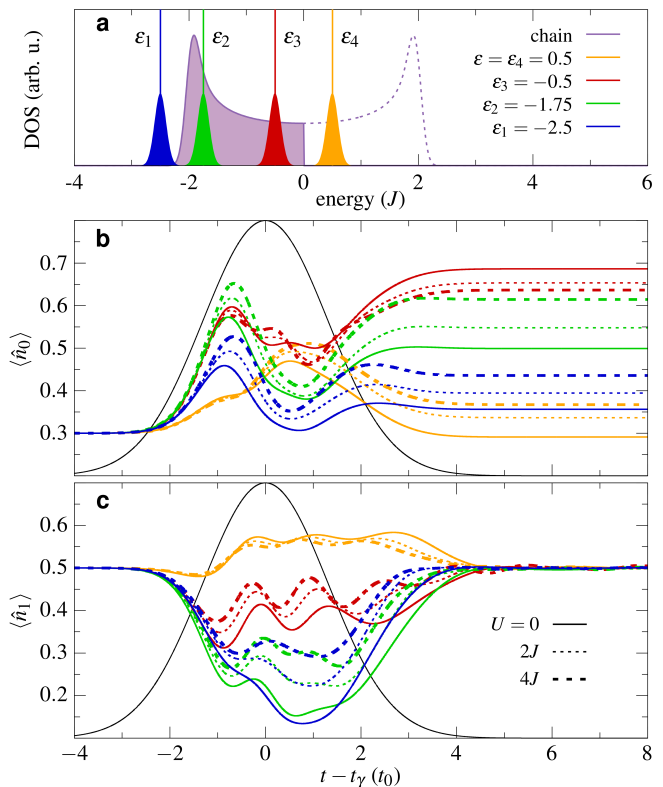 a
DOS (arb. u.)
ε₁ ε₂ ε₃ ε₄
chain
ε = ε₄ = 0.5
ε₃ = −0.5
ε₂ = −1.75
ε₁ = −2.5
-4 -2 0 2 4 6
energy (J)
b
⟨n̂₀⟩
0.7
0.6
0.5
0.4
0.3
c
⟨n̂₁⟩
0.6
0.5
0.4
0.3
0.2
U = 0
2J
4J
−4 −2 0 2 4 6 8
t − tγ (t₀)